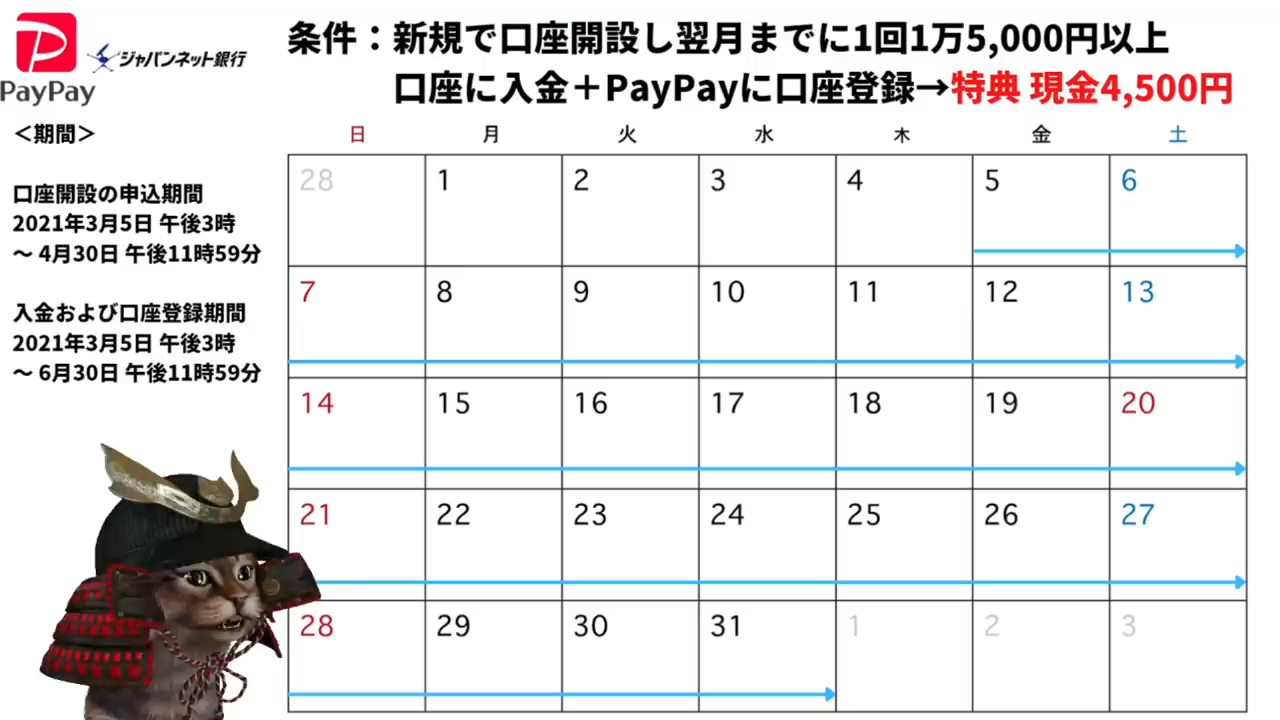 PayPay
ジャパンネット銀行
条件：新規で口座開設し翌月までに1回1万5,000円以上
口座に入金＋PayPayに口座登録→特典 現金4,500円
＜期間＞
口座開設の申込期間
2021年3月5日 午後3時
～ 4月30日 午後11時59分
入金および口座登録期間
2021年3月5日 午後3時
～ 6月30日 午後11時59分
日 月 火 水 木 金 土
28 1 2 3 4 5 6
7 8 9 10 11 12 13
14 15 16 17 18 19 20
21 22 23 24 25 26 27
28 29 30 31 1 2 3